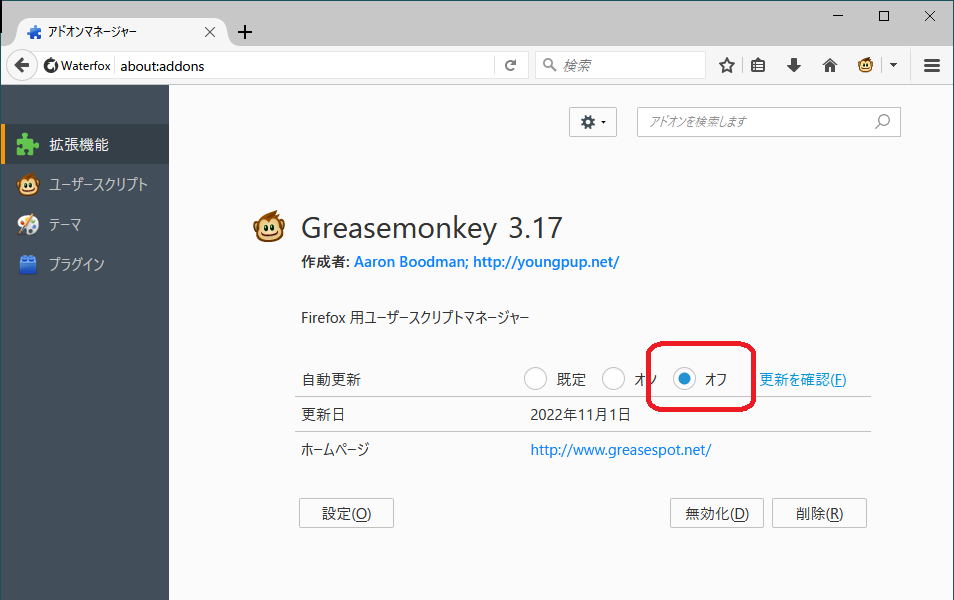 アドオンマネージャー
Waterfox about:addons
検索
アドオンを検索します
拡張機能
ユーザースクリプト
テーマ
プラグイン
Greasemonkey 3.17
作成者: Aaron Boodman; http://youngpup.net/
Firefox 用ユーザースクリプトマネージャー
自動更新 既定 オン オフ 更新を確認(F)
更新日 2022年11月1日
ホームページ http://www.greasespot.net/
設定(O) 無効化(D) 削除(R)